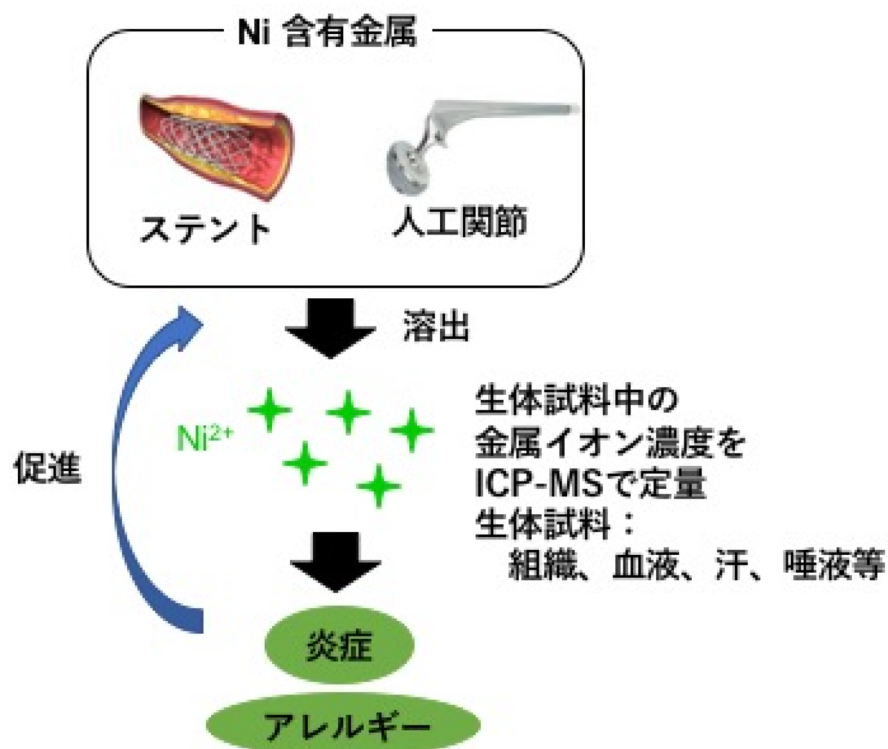 Ni 含有金属
ステント
人工関節
溶出
Ni²⁺
促進
生体試料中の
金属イオン濃度を
ICP-MSで定量
生体試料：
組織、血液、汗、唾液等
炎症
アレルギー